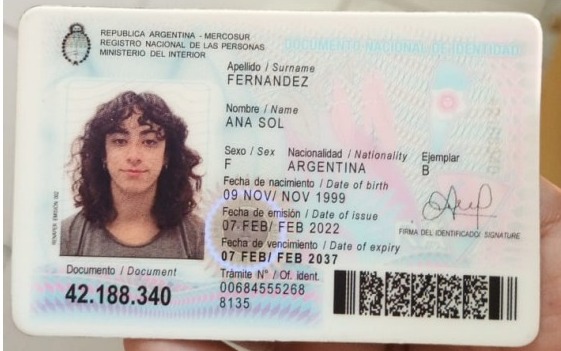 REPUBLICA ARGENTINA - MERCOSUR
REGISTRO NACIONAL DE LAS PERSONAS
MINISTERIO DEL INTERIOR
DOCUMENTO NACIONAL DE IDENTIDAD
Apellido / Surname
FERNANDEZ
Nombre / Name
ANA SOL
Sexo / Sex Nacionalidad / Nationality Ejemplar
F ARGENTINA B
Fecha de nacimiento / Date of birth
09 NOV/ NOV 1999
Fecha de emisión / Date of issue
07 FEB/ FEB 2022
FIRMA DEL IDENTIFICADO/ SIGNATURE
Fecha de vencimiento / Date of expiry
07 FEB/ FEB 2037
Documento / Document
42.188.340
Trámite N° / Of. ident.
00684555268
8135